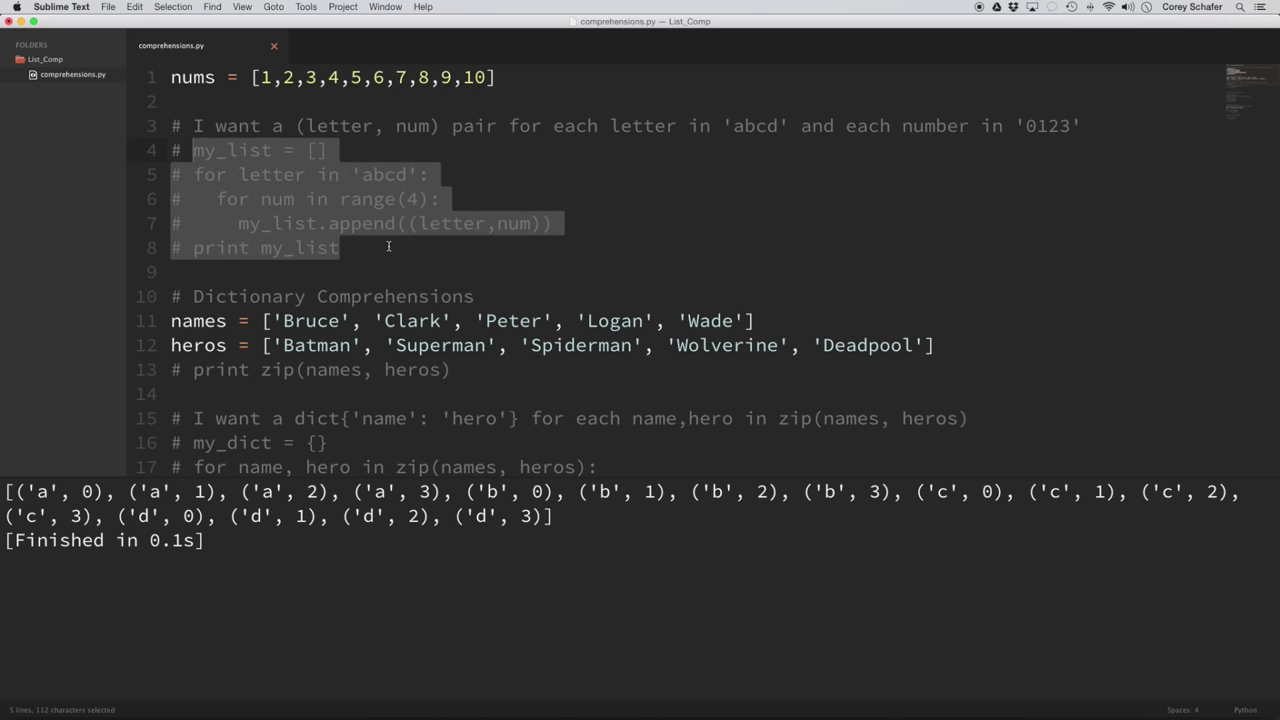 Sublime Text File Edit Selection Find View Goto Tools Project Window Help Corey Schafer
comprehensions.py — List_Comp
FOLDERS
List_Comp
comprehensions.py
comprehensions.py
1 nums = [1,2,3,4,5,6,7,8,9,10]
2
3 # I want a (letter, num) pair for each letter in 'abcd' and each number in '0123'
4 # my_list = []
5 # for letter in 'abcd':
6 #   for num in range(4):
7 #     my_list.append((letter,num))
8 # print my_list
9
10 # Dictionary Comprehensions
11 names = ['Bruce', 'Clark', 'Peter', 'Logan', 'Wade']
12 heros = ['Batman', 'Superman', 'Spiderman', 'Wolverine', 'Deadpool']
13 # print zip(names, heros)
14
15 # I want a dict{'name': 'hero'} for each name,hero in zip(names, heros)
16 # my_dict = {}
17 # for name, hero in zip(names, heros):
[('a', 0), ('a', 1), ('a', 2), ('a', 3), ('b', 0), ('b', 1), ('b', 2), ('b', 3), ('c', 0), ('c', 1), ('c', 2),
('c', 3), ('d', 0), ('d', 1), ('d', 2), ('d', 3)]
[Finished in 0.1s]
5 lines, 112 characters selected Spaces: 4 Python